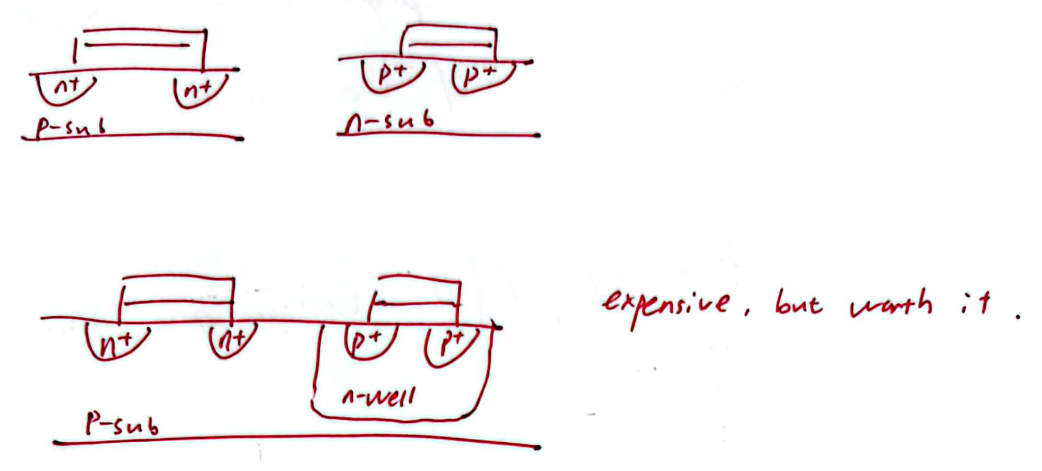 n+ n+ p+ p+
p-sub n-sub
n+ n+ p+ p+
n-well
p-sub
expensive, but worth it.